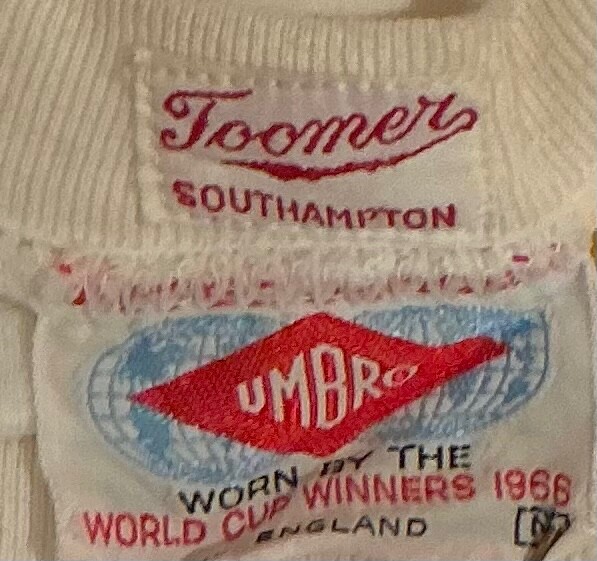 Toomer
SOUTHAMPTON
UMBRO
WORN BY THE
WORLD CUP WINNERS 1966
ENGLAND